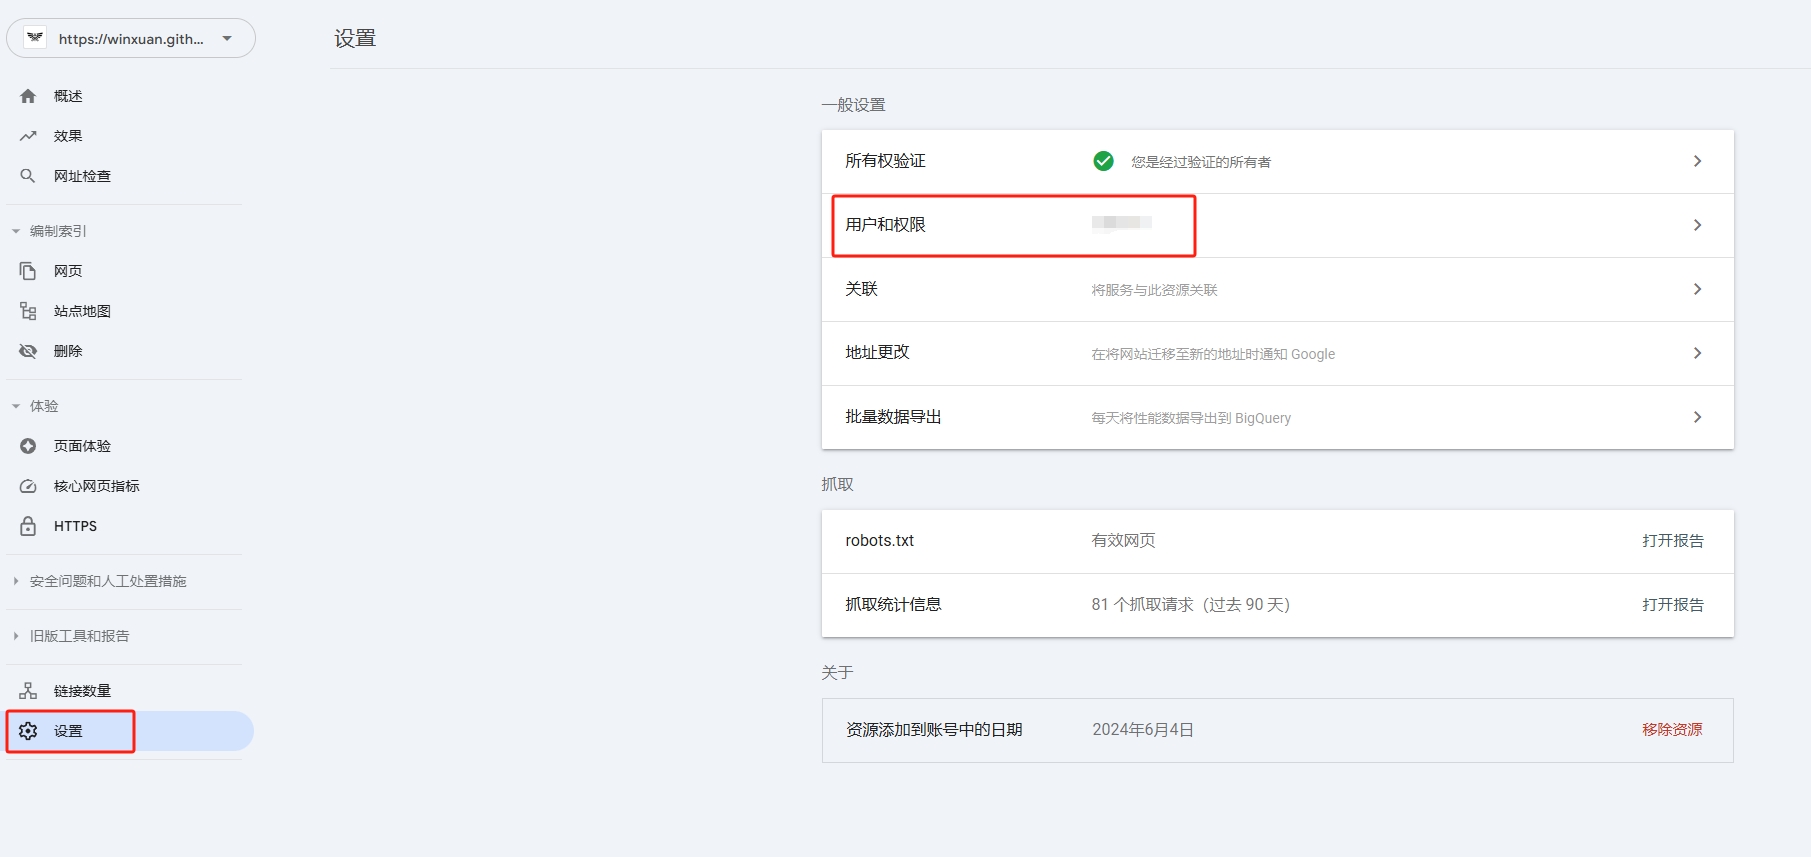 https://winxuan.gith...
概述
效果
网址检查
编制索引
网页
站点地图
删除
体验
页面体验
核心网页指标
HTTPS
安全问题和人工处置措施
旧版工具和报告
链接数量
设置
设置
一般设置
所有权验证 您是经过验证的所有者
用户和权限
关联 将服务与此资源关联
地址更改 在将网站迁移至新的地址时通知 Google
批量数据导出 每天将性能数据导出到 BigQuery
抓取
robots.txt 有效网页 打开报告
抓取统计信息 81 个抓取请求（过去 90 天） 打开报告
关于
资源添加到账号中的日期 2024年6月4日 移除资源